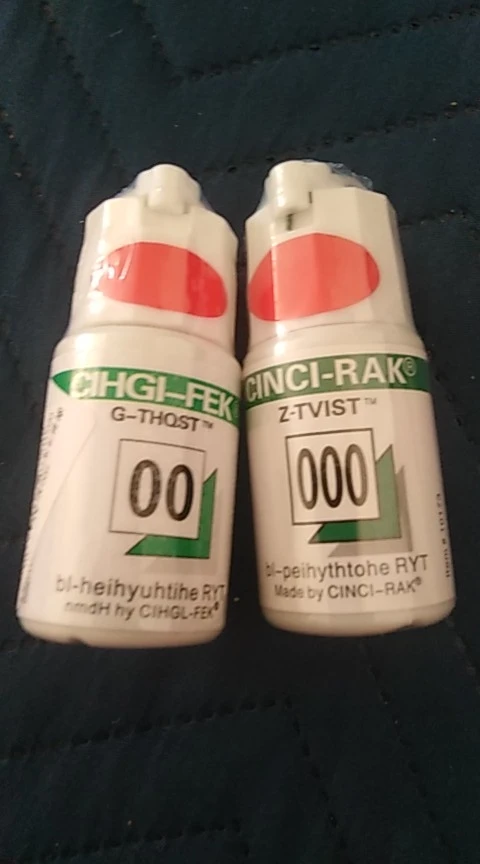 CIHGI-FEK
G-THQST™
00
bl-heihyuhtihe RYT
nmdH hy CIHGL-FEK®
CINCI-RAK®
Z-TVIST™
000
bl-peihythtohe RYT
Made by CINCI-RAK®